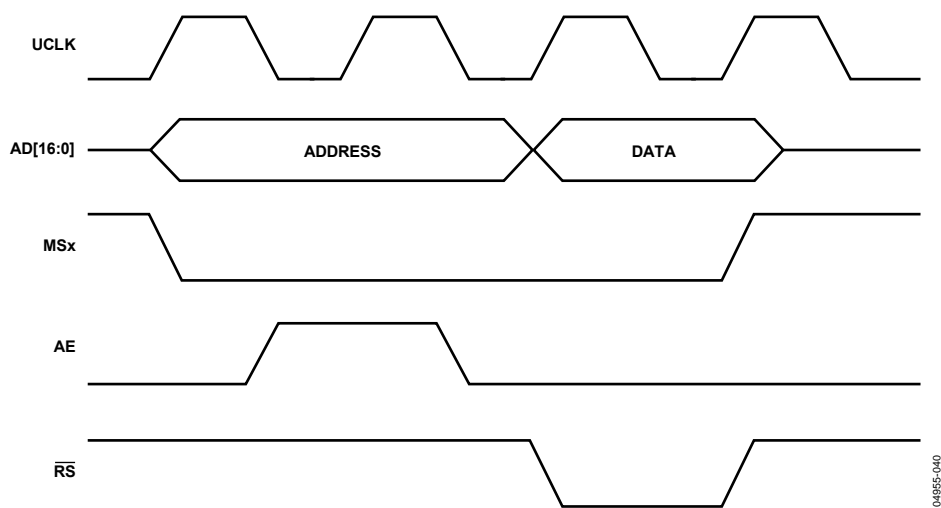 UCLK
AD[16:0]
ADDRESS
DATA
MSx
AE
RS
04955-040